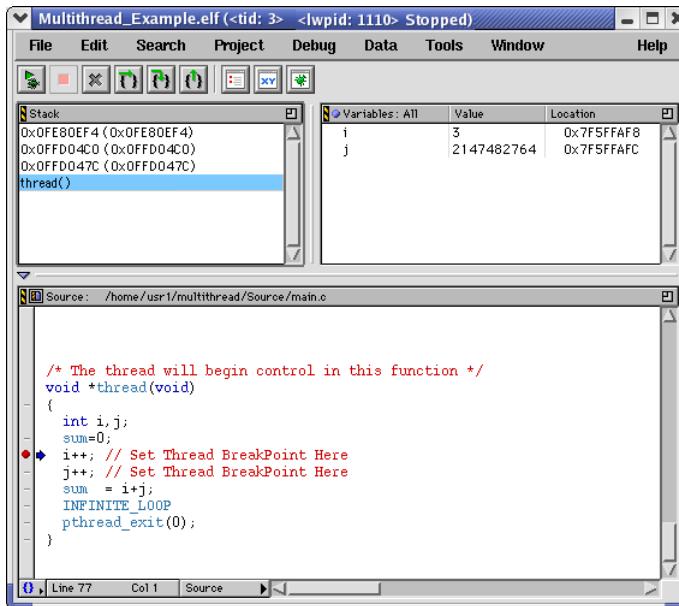 Multithread_Example.elf (<tid: 3> <lwpid: 1110> Stopped)
File Edit Search Project Debug Data Tools Window Help
XY
Stack
0x0FE80EF4 (0x0FE80EF4)
0x0FFD04C0 (0x0FFD04C0)
0x0FFD047C (0x0FFD047C)
thread()
Variables: All Value Location
i 3 0x7F5FFAF8
j 2147482764 0x7F5FFAFC
Source: /home/usr1/multithread/Source/main.c
/* The thread will begin control in this function */
void *thread(void)
{
int i,j;
sum=0;
i++; // Set Thread BreakPoint Here
j++; // Set Thread BreakPoint Here
sum = i+j;
INFINITE_LOOP
pthread_exit(0);
}
{} Line 77 Col 1 Source